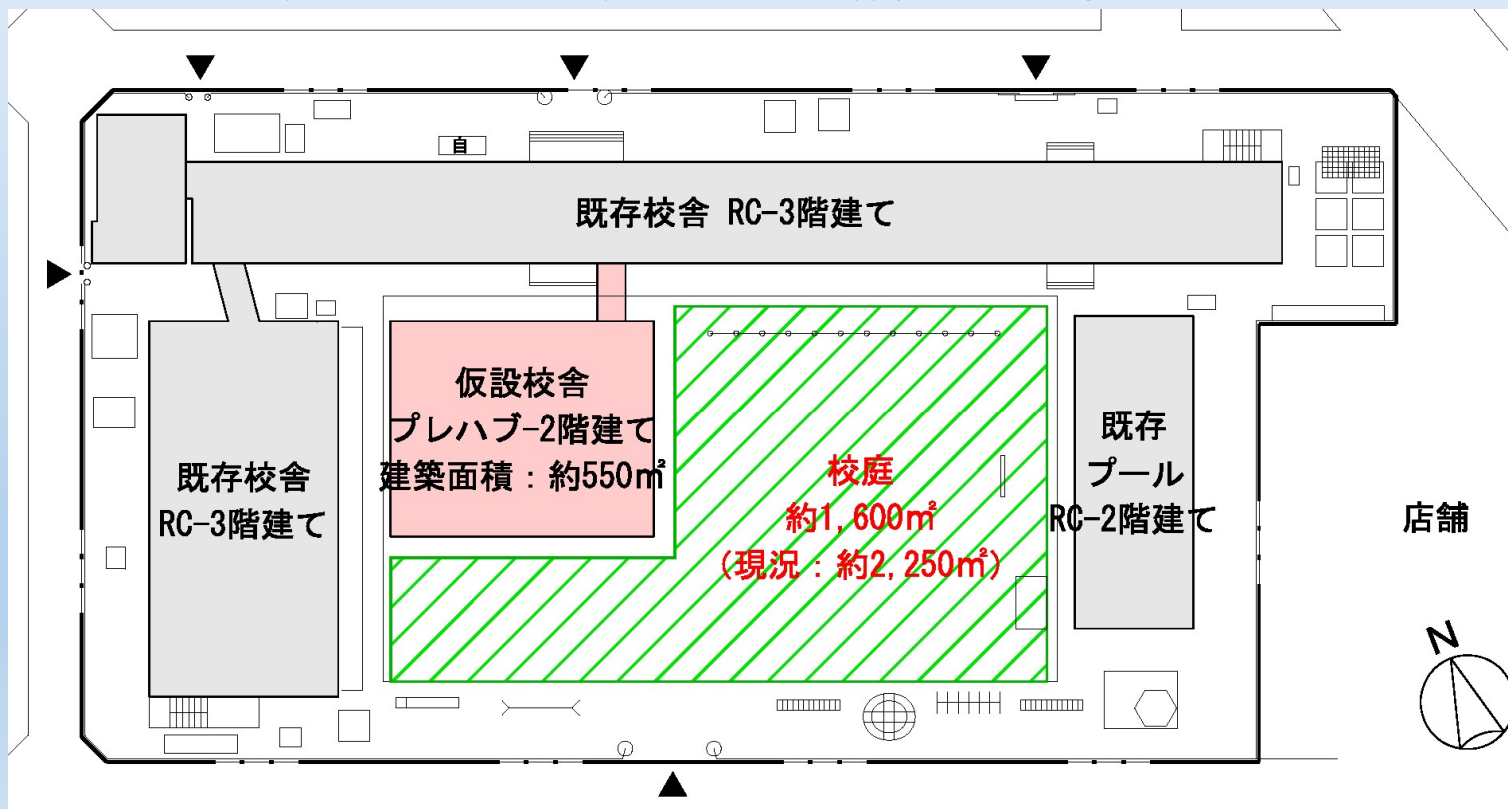 自
既存校舎 RC-3階建て
仮設校舎
プレハブ-2階建て
建築面積：約550㎡
既存校舎
RC-3階建て
校庭
約1,600㎡
(現況：約2,250㎡)
既存
プール
RC-2階建て
店舗
N